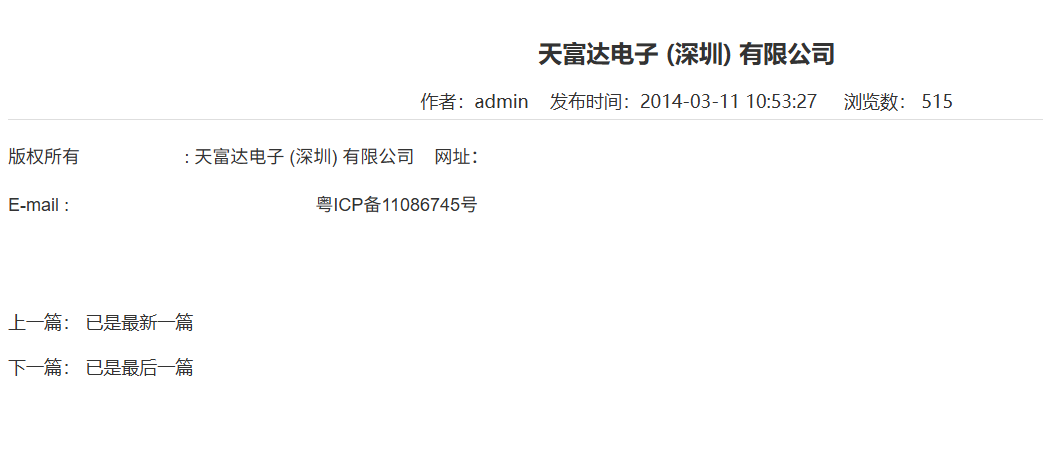 天富达电子 (深圳) 有限公司
作者：admin 发布时间：2014-03-11 10:53:27 浏览数： 515
版权所有 : 天富达电子 (深圳) 有限公司 网址：
E-mail : 粤ICP备11086745号
上一篇： 已是最新一篇
下一篇： 已是最后一篇